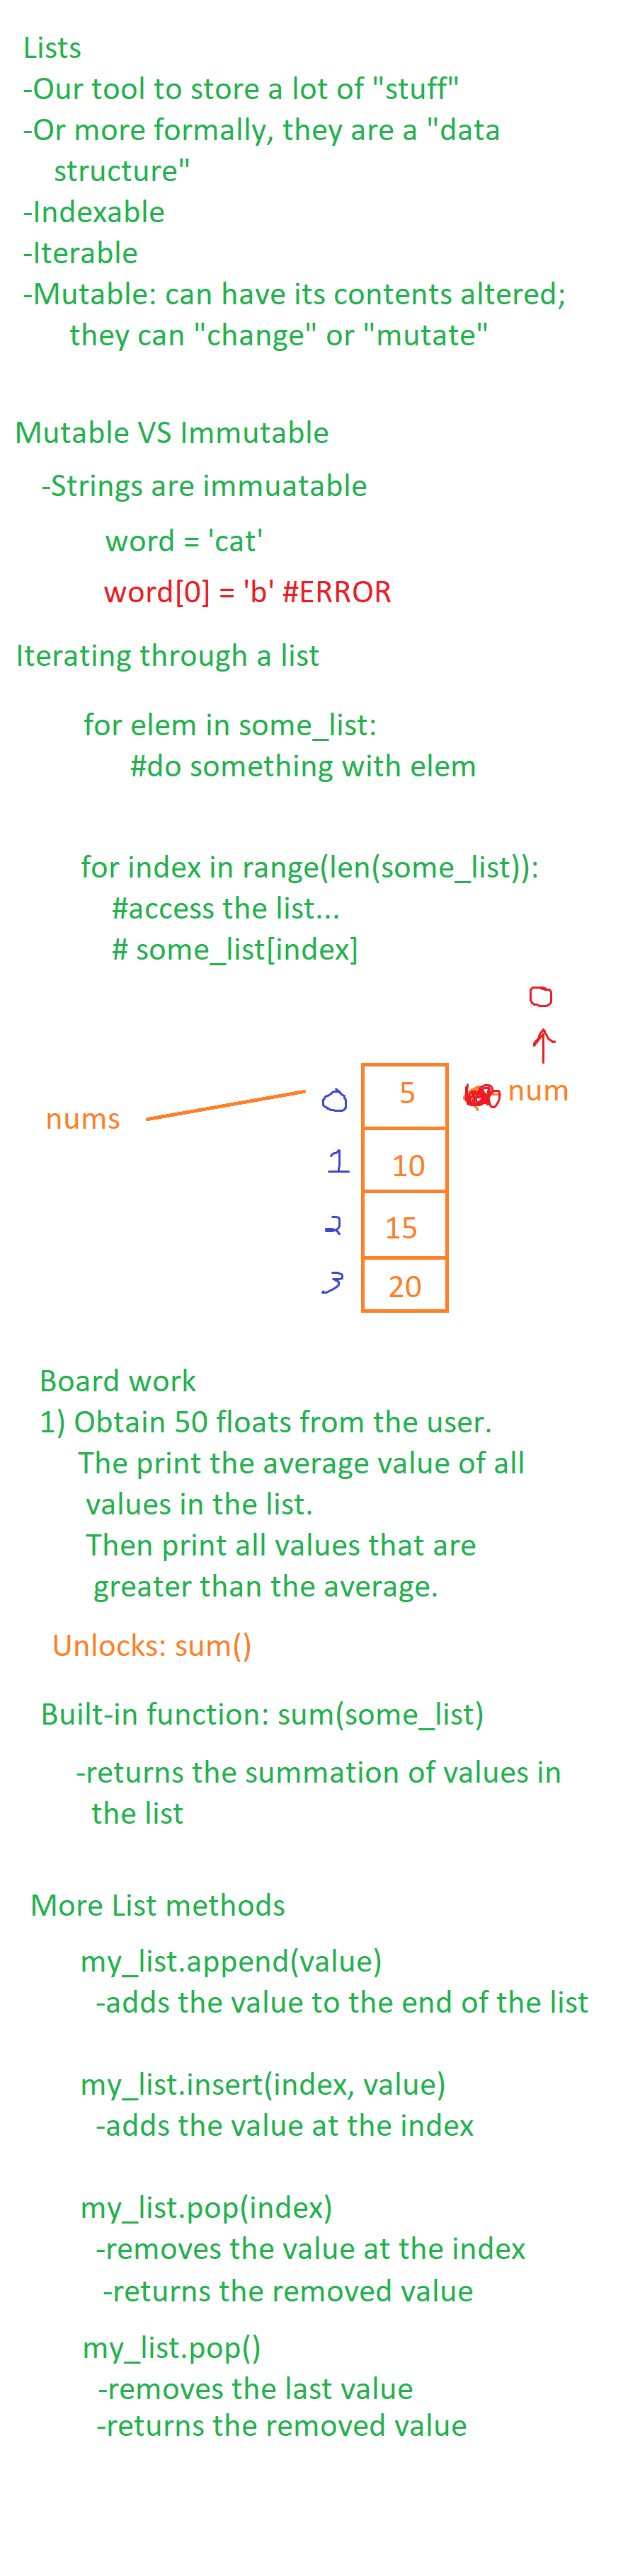 Lists
-Our tool to store a lot of "stuff"
-Or more formally, they are a "data
structure"
-Indexable
-Iterable
-Mutable: can have its contents altered;
they can "change" or "mutate"
Mutable VS Immutable
-Strings are immuatable
word = 'cat'
word[0] = 'b' #ERROR
Iterating through a list
for elem in some_list:
#do something with elem
for index in range(len(some_list)):
#access the list...
# some_list[index]
0
nums 0 5 num
1 10
2 15
3 20
Board work
1) Obtain 50 floats from the user.
The print the average value of all
values in the list.
Then print all values that are
greater than the average.
Unlocks: sum()
Built-in function: sum(some_list)
-returns the summation of values in
the list
More List methods
my_list.append(value)
-adds the value to the end of the list
my_list.insert(index, value)
-adds the value at the index
my_list.pop(index)
-removes the value at the index
-returns the removed value
my_list.pop()
-removes the last value
-returns the removed value